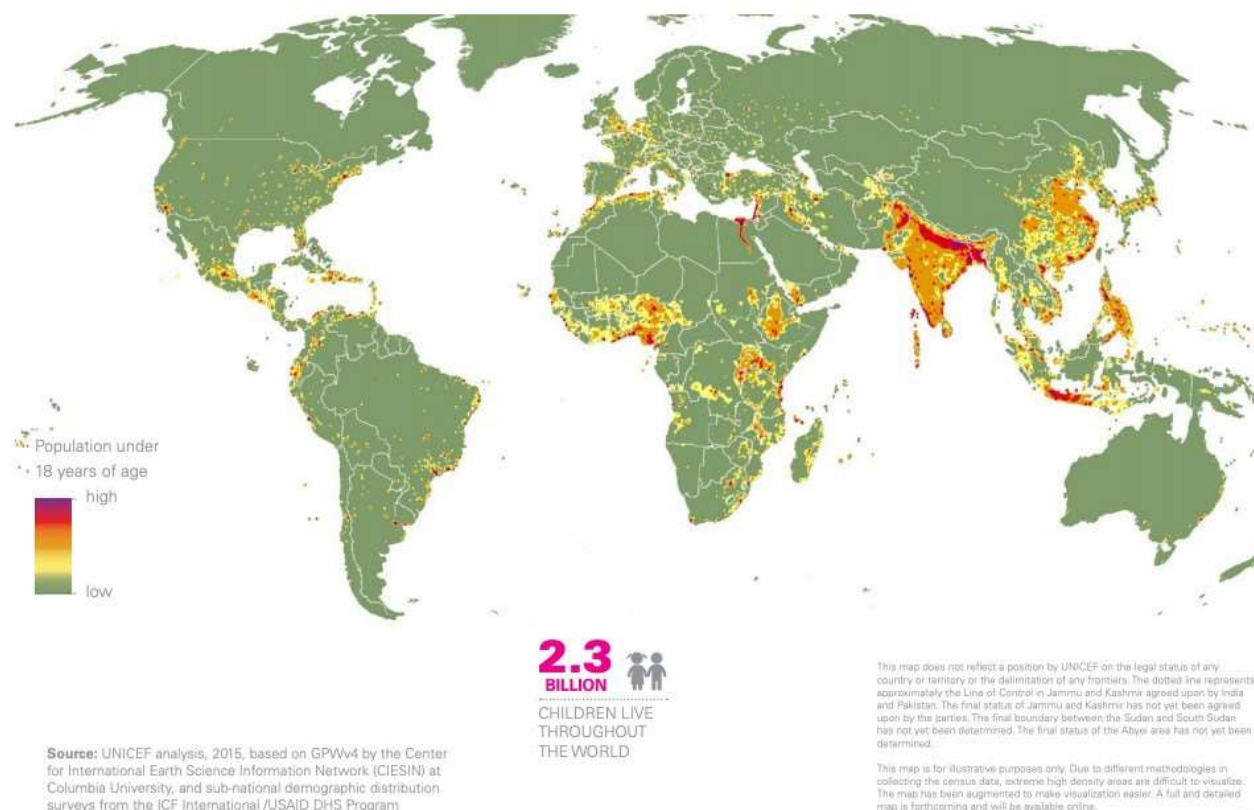 Population under
18 years of age
high
low
2.3
BILLION
CHILDREN LIVE
THROUGHOUT
THE WORLD
Source: UNICEF analysis, 2015, based on GPWv4 by the Center
for International Earth Science Information Network (CIESIN) at
Columbia University, and sub-national demographic distribution
surveys from the ICF International /USAID DHS Program
This map does not reflect a position by UNICEF on the legal status of any
country or territory or the delimitation of any frontiers. The dotted line represents
approximately the Line of Control in Jammu and Kashmir agreed upon by India
and Pakistan. The final status of Jammu and Kashmir has not yet been agreed
upon by the parties. The final boundary between the Sudan and South Sudan
has not yet been determined. The final status of the Abyei area has not yet been
determined.
This map is for illustrative purposes only. Due to different methodologies in
collecting the census data, extreme high density areas are difficult to visualize.
The map has been augmented to make visualization easier. A full and detailed
map is forthcoming and will be available online.